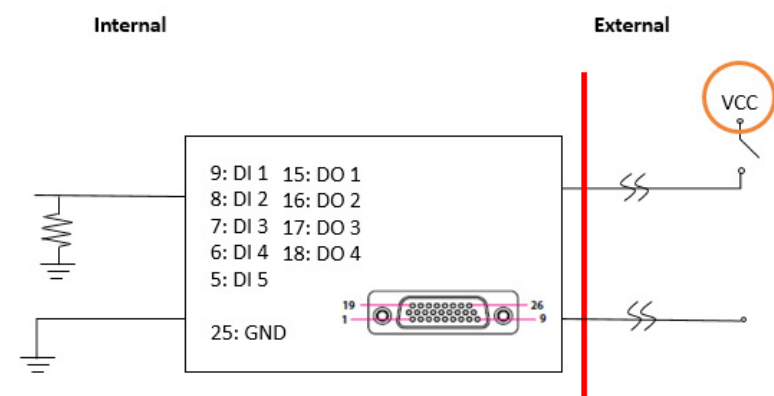 Internal
External
VCC
9: DI 1 15: DO 1
8: DI 2 16: DO 2
7: DI 3 17: DO 3
6: DI 4 18: DO 4
5: DI 5
19
26
1
9
25: GND